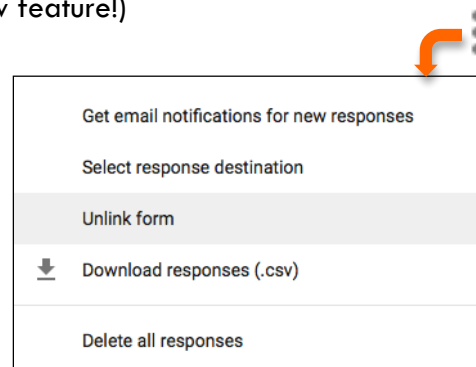 feature!)
Get email notifications for new responses
Select response destination
Unlink form
Download responses (.csv)
Delete all responses